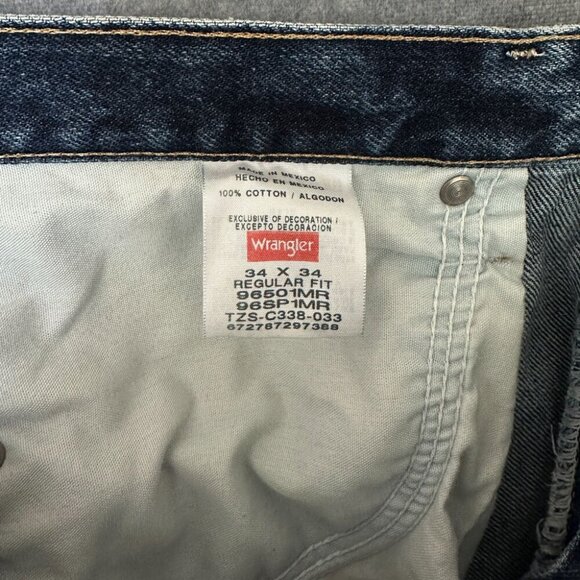 MADE IN MEXICO
HECHO EN MEXICO
100% COTTON / ALGODON
EXCLUSIVE OF DECORATION /
EXCEPTO DECORACION
Wrangler
34 X 34
REGULAR FIT
96501MR
96SP1MR
TZS-C338-033
672787297388